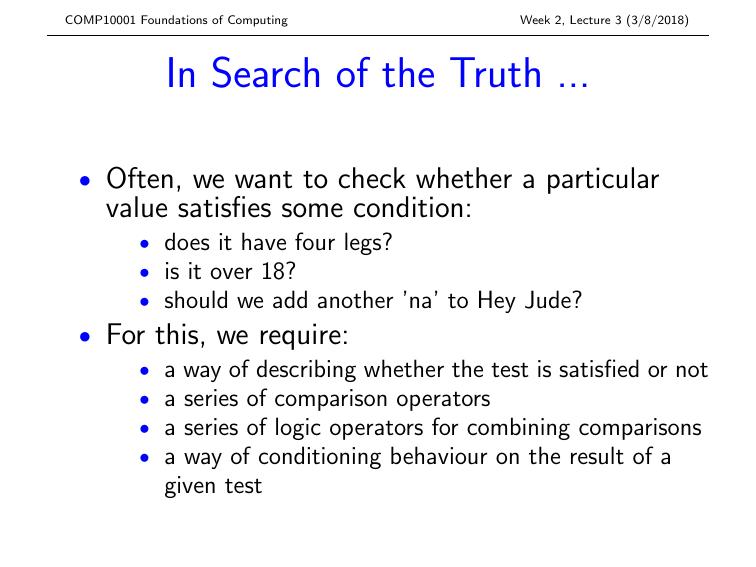 COMP10001 Foundations of Computing Week 2, Lecture 3 (3/8/2018)
In Search of the Truth ...
• Often, we want to check whether a particular
value satisfies some condition:
• does it have four legs?
• is it over 18?
• should we add another 'na' to Hey Jude?
• For this, we require:
• a way of describing whether the test is satisfied or not
• a series of comparison operators
• a series of logic operators for combining comparisons
• a way of conditioning behaviour on the result of a
given test